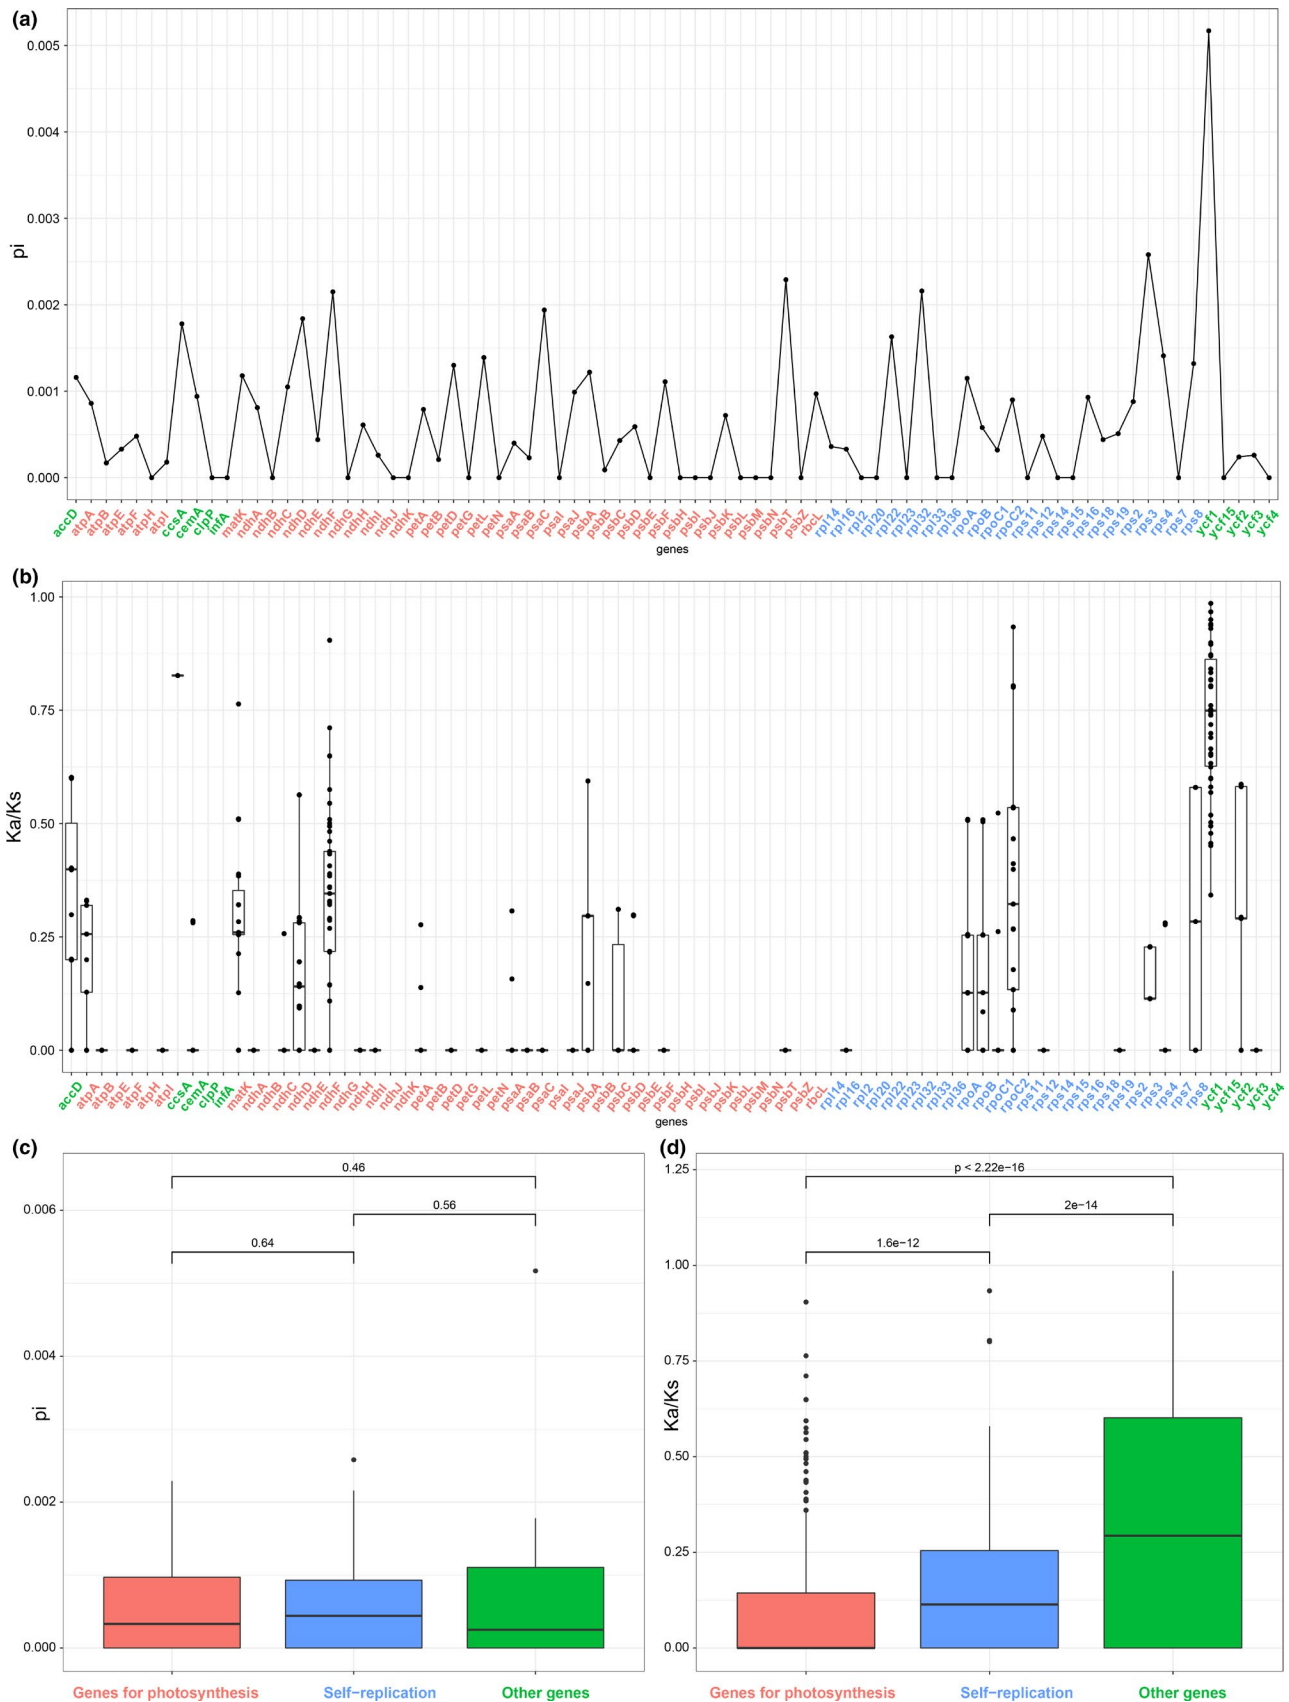 (a)
0.005
0.004
0.003
0.002
0.001
0.000
pi
accD atpA atpB atpE atpF atpH atpI ccsA cemA clpP infA matK ndhA ndhB ndhC ndhD ndhE ndhF ndhG ndhH ndhI ndhJ ndhK petA petB petD petG petL petN psaA psaB psaC psaI psaJ psbA psbB psbC psbD psbE psbF psbH psbI psbJ psbK psbL psbM psbN psbT psbZ rbcL rpl14 rpl16 rpl2 rpl20 rpl22 rpl23 rpl32 rpl33 rpl36 rpoA rpoB rpoC1 rpoC2 rps11 rps12 rps14 rps15 rps16 rps18 rps19 rps2 rps3 rps4 rps7 rps8 ycf1 ycf15 ycf2 ycf3 ycf4
genes
(b)
1.00
0.75
0.50
0.25
0.00
Ka/Ks
accD atpA atpB atpE atpF atpH atpI ccsA cemA clpP infA matK ndhA ndhB ndhC ndhD ndhE ndhF ndhG ndhH ndhI ndhJ ndhK petA petB petD petG petL petN psaA psaB psaC psaI psaJ psbA psbB psbC psbD psbE psbF psbH psbI psbJ psbK psbL psbM psbN psbT psbZ rbcL rpl14 rpl16 rpl2 rpl20 rpl22 rpl23 rpl32 rpl33 rpl36 rpoA rpoB rpoC1 rpoC2 rps11 rps12 rps14 rps15 rps16 rps18 rps19 rps2 rps3 rps4 rps7 rps8 ycf1 ycf15 ycf2 ycf3 ycf4
genes
(c)
0.46
0.56
0.64
0.006
0.004
0.002
0.000
pi
Genes for photosynthesis Self-replication Other genes
(d)
p < 2.22e-16
2e-14
1.6e-12
1.25
1.00
0.75
0.50
0.25
0.00
Ka/Ks
Genes for photosynthesis Self-replication Other genes